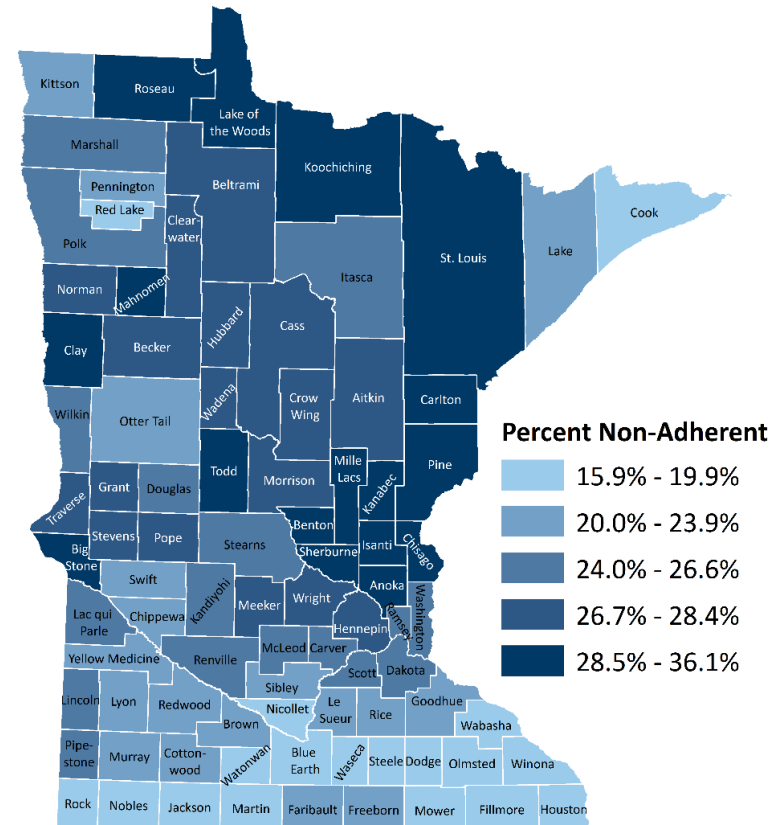 Kittson
Roseau
Lake of
the Woods
Marshall
Koochiching
Pennington
Beltrami
Red Lake
Clear-
water
Cook
Polk
Lake
St. Louis
Itasca
Norman
Mahnomen
Hubbard
Cass
Clay
Becker
Wadena
Crow
Wing
Aitkin
Carlton
Wilkin
Otter Tail
Percent Non-Adherent
15.9% - 19.9%
20.0% - 23.9%
24.0% - 26.6%
26.7% - 28.4%
28.5% - 36.1%
Todd
Mille
Lacs
Pine
Grant
Douglas
Morrison
Kanabec
Traverse
Stevens
Pope
Benton
Stearns
Sherburne
Isanti
Chisago
Big
Stone
Swift
Kandiyohi
Anoka
Lac qui
Parle
Chippewa
Meeker
Wright
Hennepin
Ramsey
Washington
Yellow Medicine
Renville
McLeod
Carver
Scott
Dakota
Lincoln
Lyon
Redwood
Sibley
Nicollet
Le
Sueur
Rice
Goodhue
Brown
Wabasha
Pipe-
stone
Murray
Cotton-
wood
Watonwan
Blue
Earth
Waseca
Steele
Dodge
Olmsted
Winona
Rock
Nobles
Jackson
Martin
Faribault
Freeborn
Mower
Fillmore
Houston